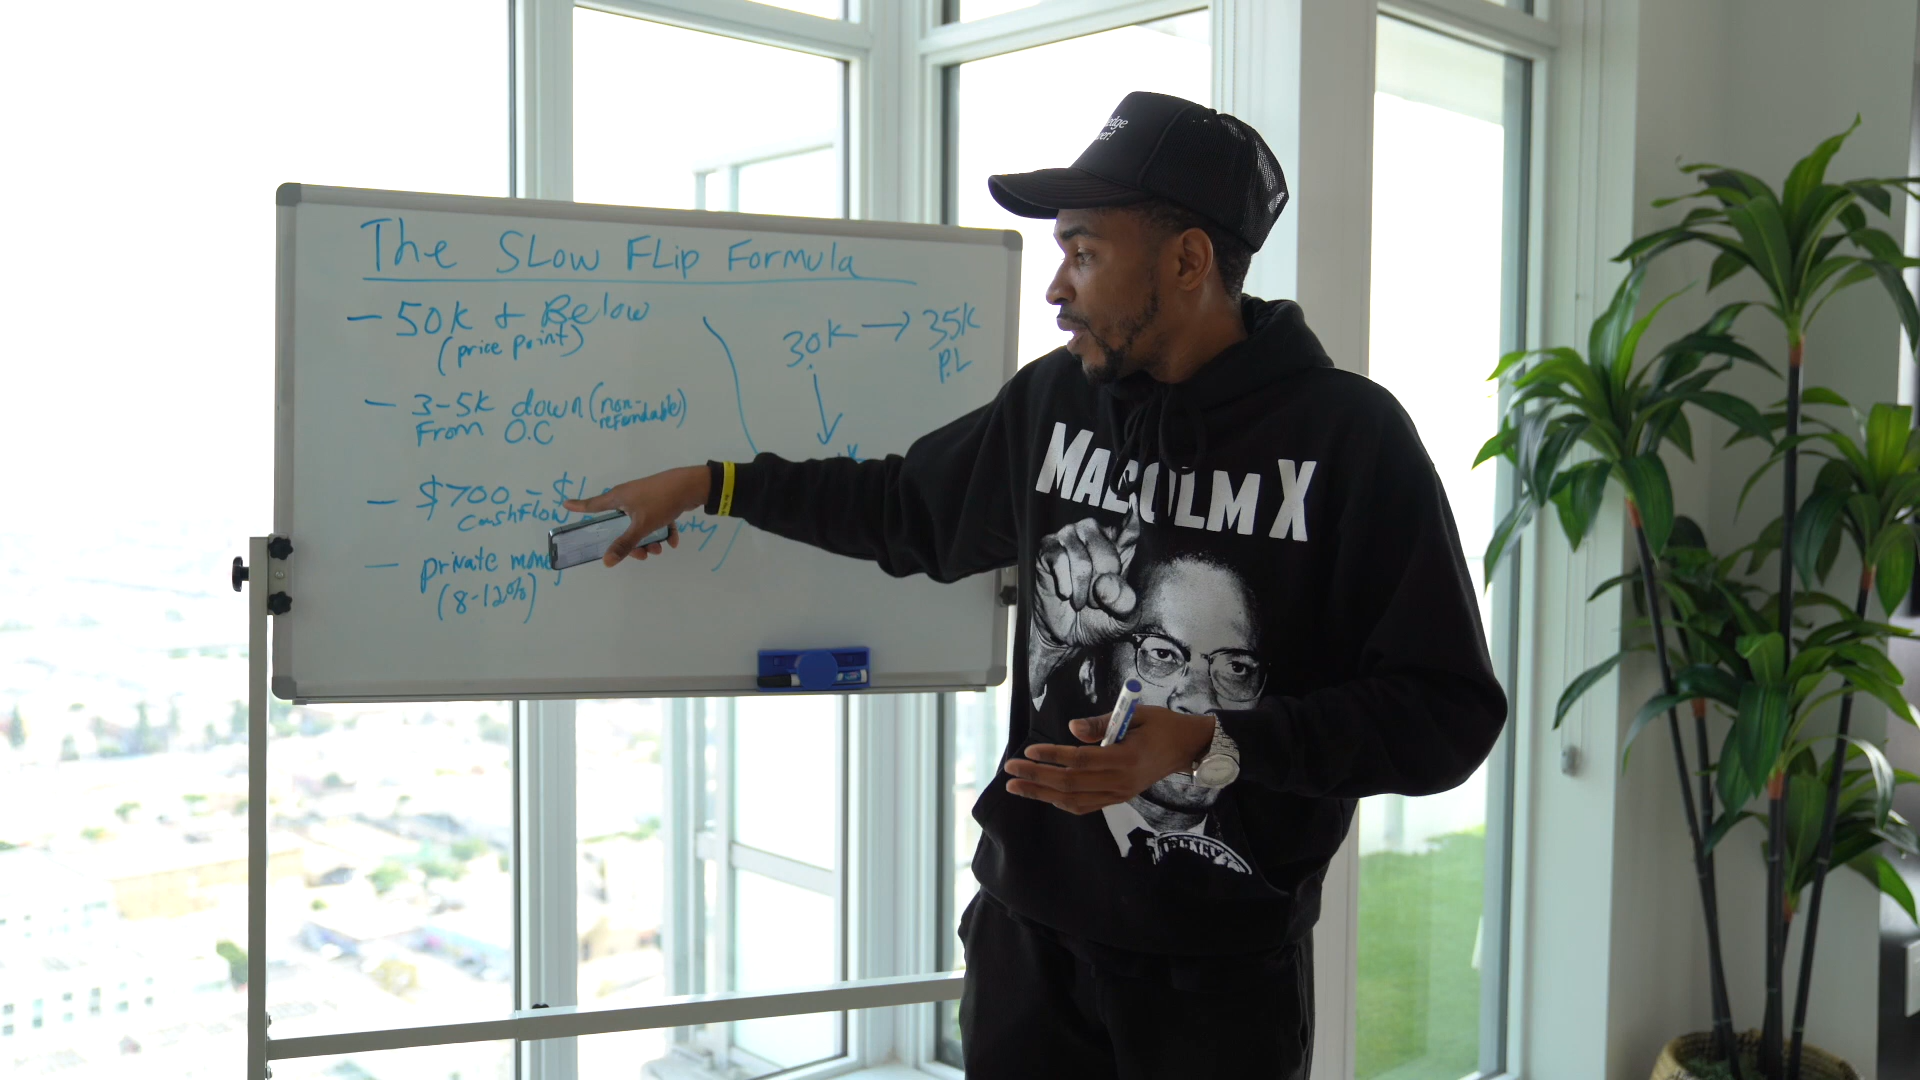 The SLow FLip Formula
- 50K & Below
(price point)
- 3-5K down (non-refundable)
From O.C
- $700 - $1
Cashflow
- private money
(8-12%)
30K → 35K
P.L
MALCOLM X